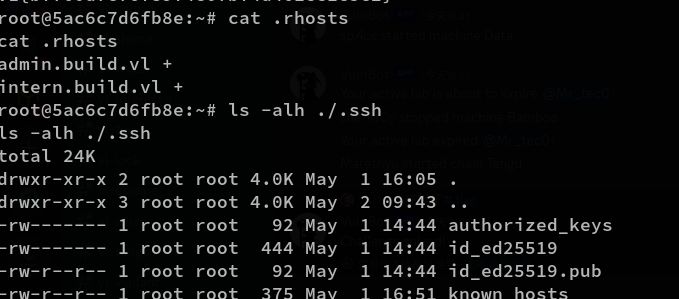 root@5ac6c7d6fb8e:~# cat .rhosts
cat .rhosts
admin.build.vl +
intern.build.vl +
root@5ac6c7d6fb8e:~# ls -alh ./.ssh
ls -alh ./.ssh
total 24K
drwxr-xr-x 2 root root 4.0K May  1 16:05 .
drwxr-xr-x 3 root root 4.0K May  2 09:43 ..
-rw------- 1 root root   92 May  1 14:44 authorized_keys
-rw------- 1 root root  444 May  1 14:44 id_ed25519
-rw-r--r-- 1 root root   92 May  1 14:44 id_ed25519.pub
-rw-r--r-- 1 root root  375 May  1 16:51 known_hosts